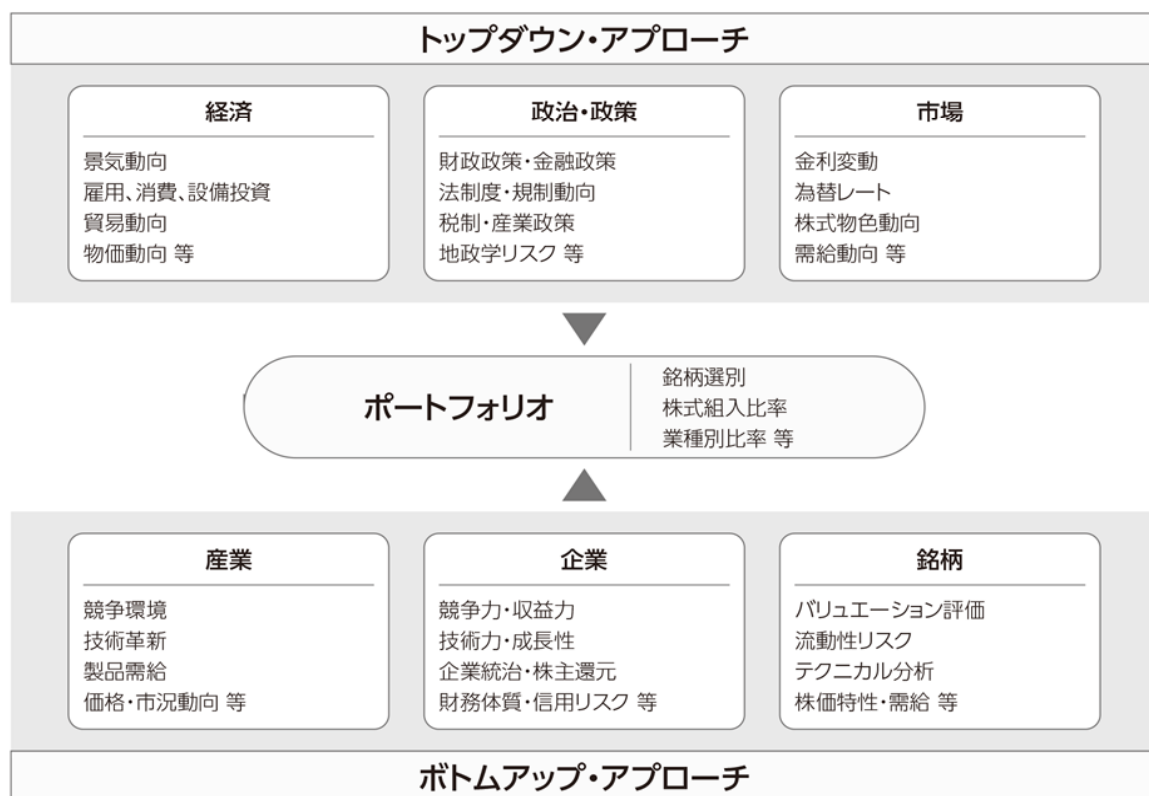 トップダウン・アプローチ
経済
景気動向
雇用、消費、設備投資
貿易動向
物価動向 等
政治・政策
財政政策・金融政策
法制度・規制動向
税制・産業政策
地政学リスク 等
市場
金利変動
為替レート
株式物色動向
需給動向 等
ポートフォリオ
銘柄選別
株式組入比率
業種別比率 等
産業
競争環境
技術革新
製品需給
価格・市況動向 等
企業
競争力・収益力
技術力・成長性
企業統治・株主還元
財務体質・信用リスク 等
銘柄
バリュエーション評価
流動性リスク
テクニカル分析
株価特性・需給 等
ボトムアップ・アプローチ